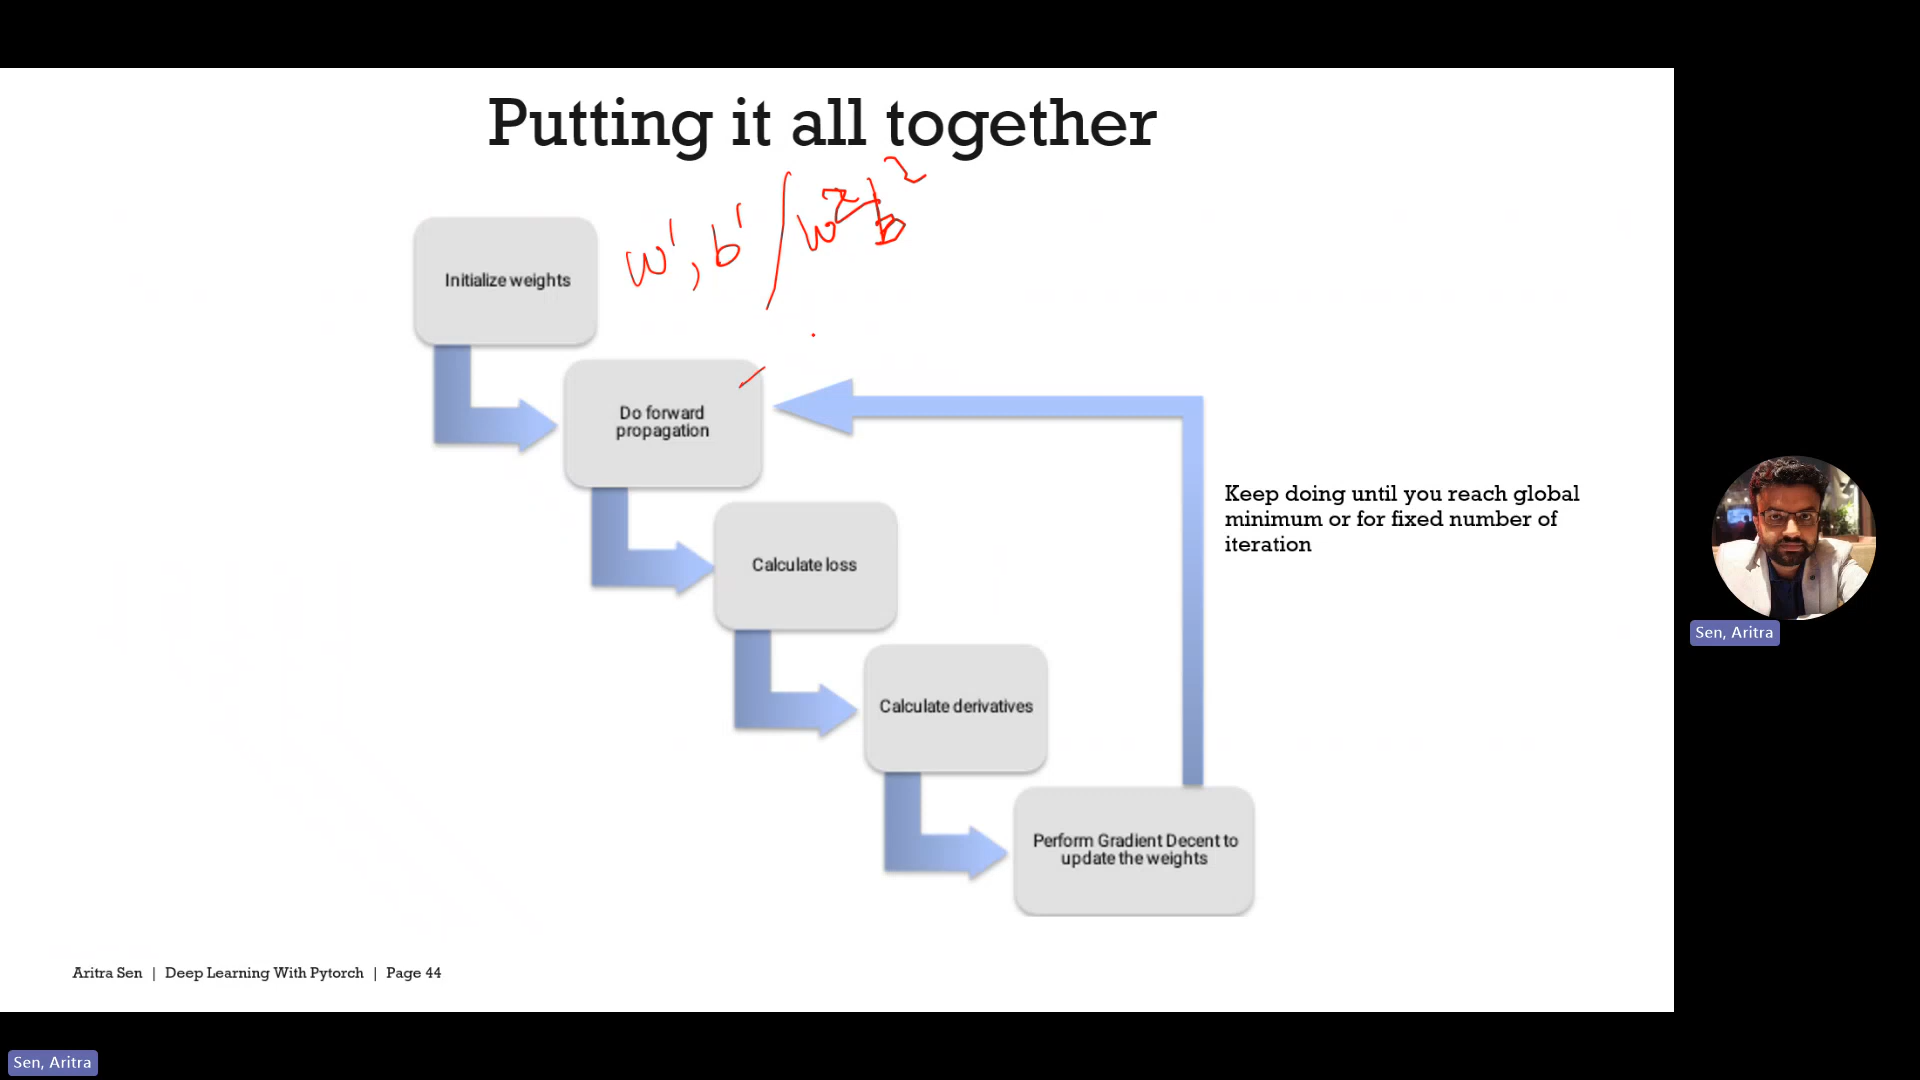 Putting it all together
w', b' / w² b²
Initialize weights
Do forward
propagation
Keep doing until you reach global
minimum or for fixed number of
iteration
Calculate loss
Sen, Aritra
Calculate derivatives
Perform Gradient Decent to
update the weights
Aritra Sen | Deep Learning With Pytorch | Page 44
Sen, Aritra